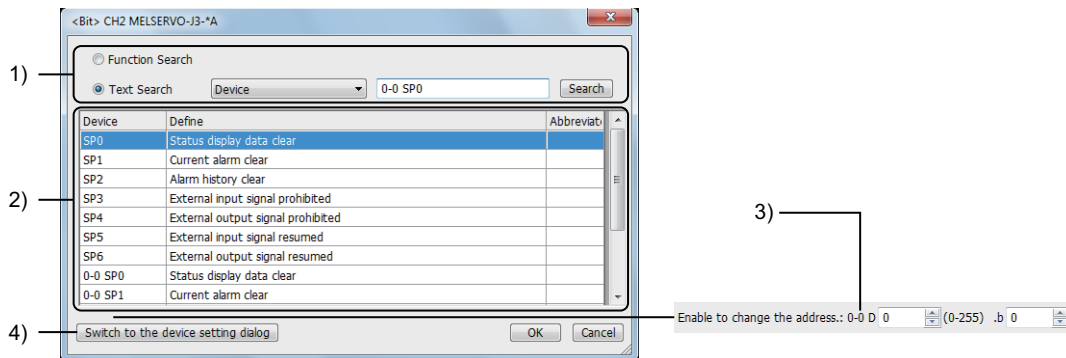 <Bit> CH2 MELSERVO-J3-*A
1)
Function Search
Text Search Device 0-0 SP0 Search
2)
Device Define Abbreviati
SP0 Status display data clear
SP1 Current alarm clear
SP2 Alarm history clear
SP3 External input signal prohibited
SP4 External output signal prohibited
SP5 External input signal resumed
SP6 External output signal resumed
0-0 SP0 Status display data clear
0-0 SP1 Current alarm clear
3)
Enable to change the address.: 0-0 D 0 (0-255) .b 0
4)
Switch to the device setting dialog OK Cancel